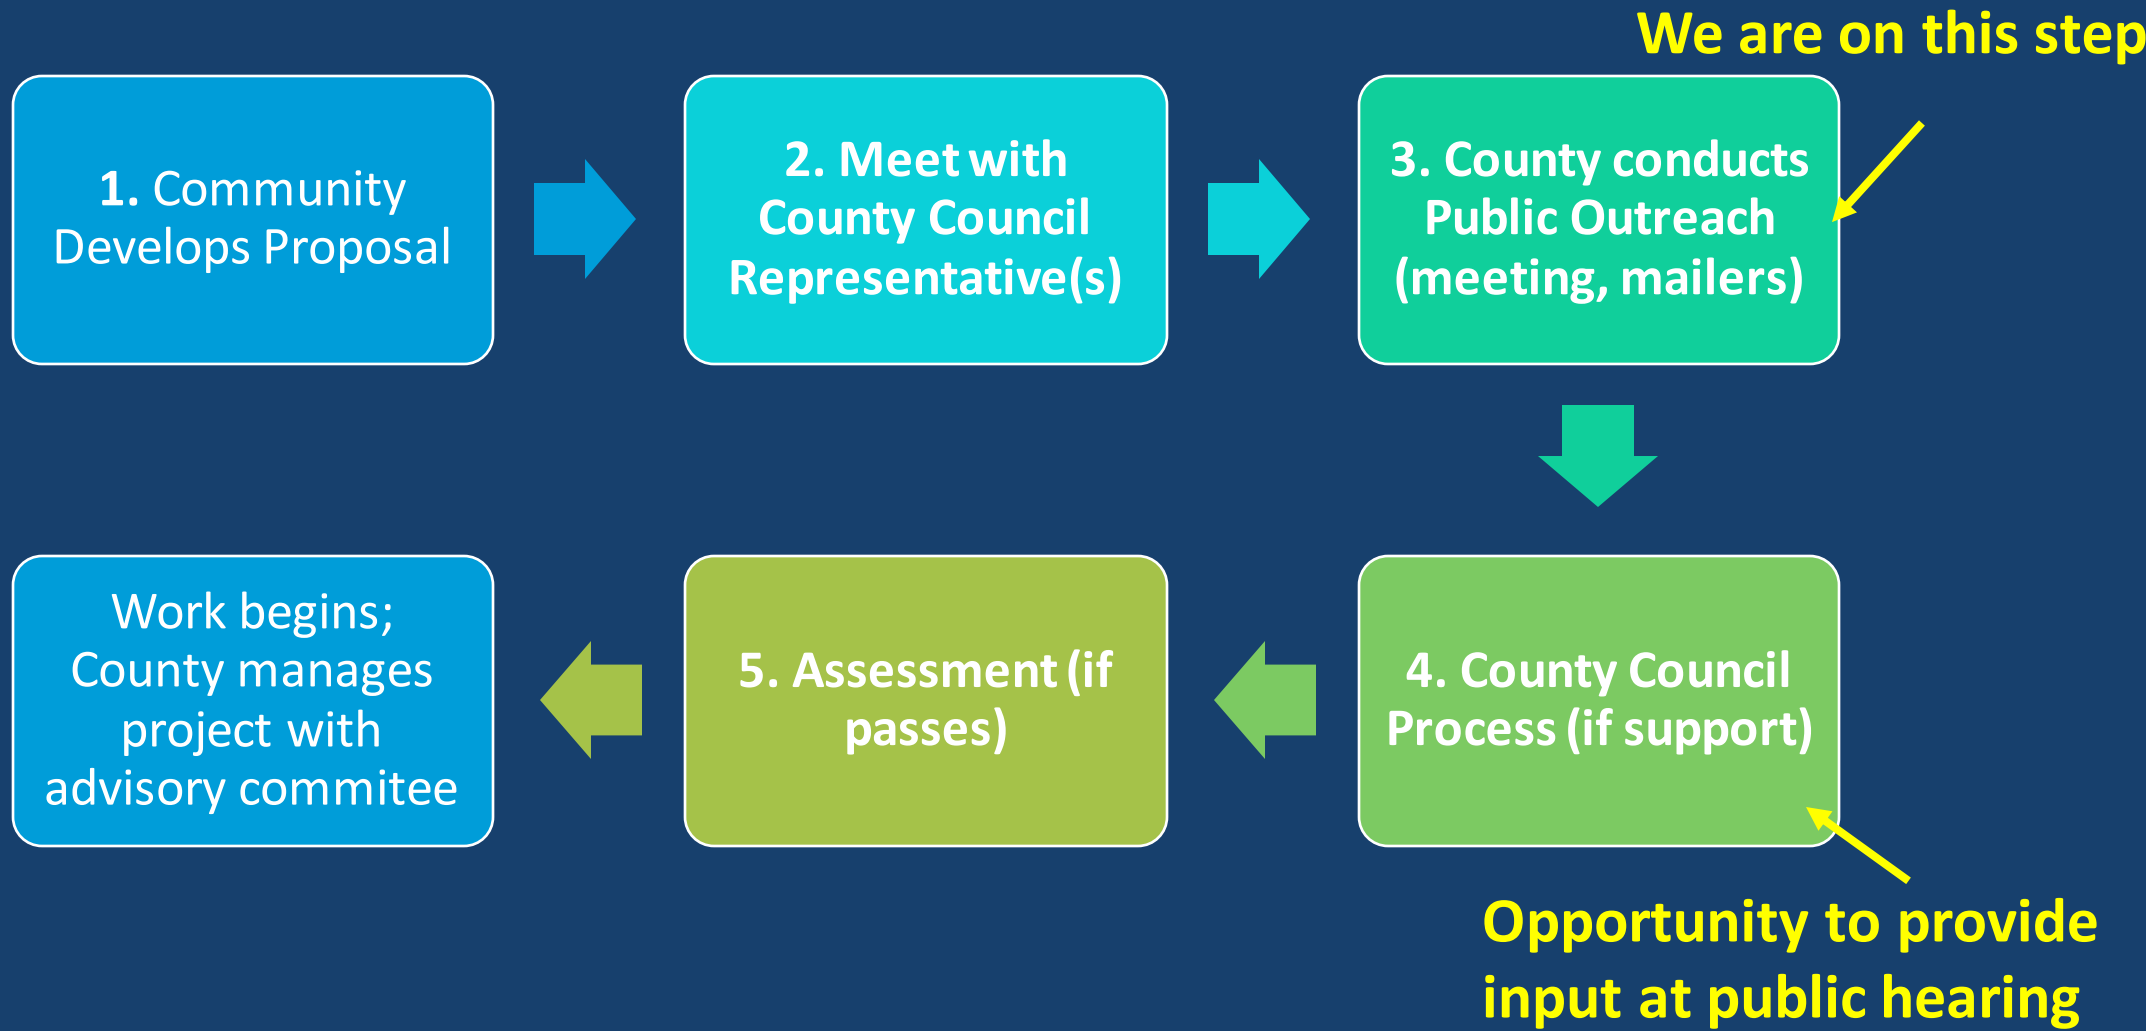 We are on this step
1. Community
Develops Proposal
2. Meet with
County Council
Representative(s)
3. County conducts
Public Outreach
(meeting, mailers)
4. County Council
Process (if support)
5. Assessment (if
passes)
Work begins;
County manages
project with
advisory commitee
Opportunity to provide
input at public hearing